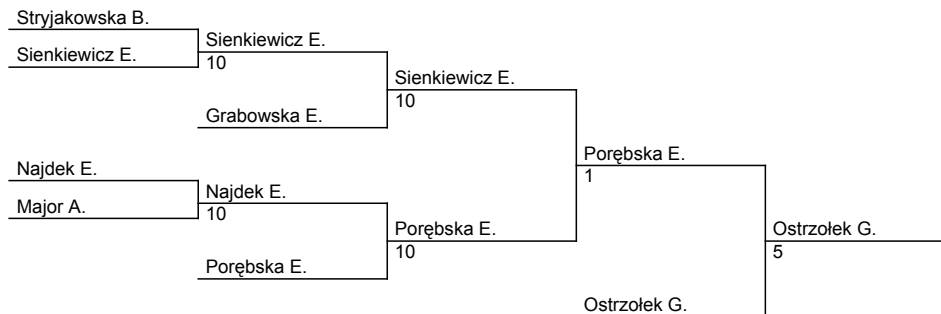 Stryjakowska B.
Sienkiewicz E.
Sienkiewicz E.
10
Sienkiewicz E.
10
Grabowska E.
Porębska E.
1
Najdek E.
Najdek E.
10
Major A.
Porębska E.
10
Ostrzołek G.
5
Porębska E.
Ostrzołek G.